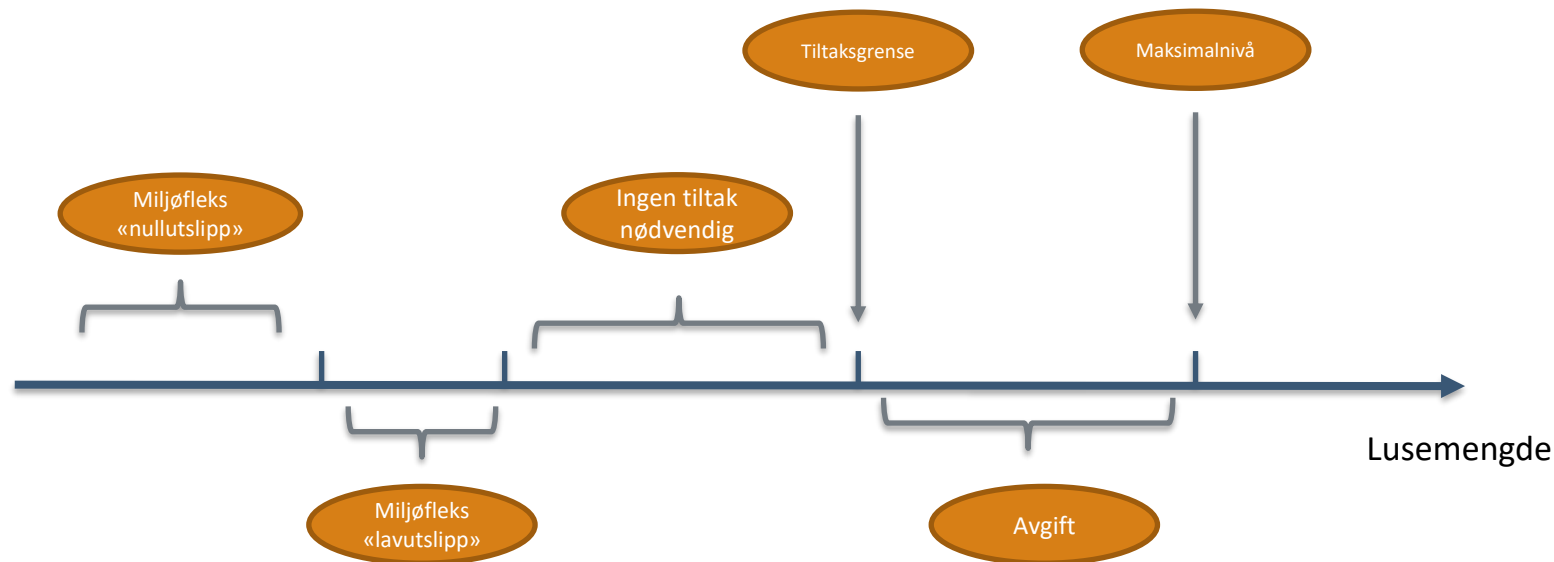 Tiltaksgrense
Maksimalnivå
Miljøfleks
«nullutslipp»
Ingen tiltak
nødvendig
Lusemengde
Miljøfleks
«lavutslipp»
Avgift